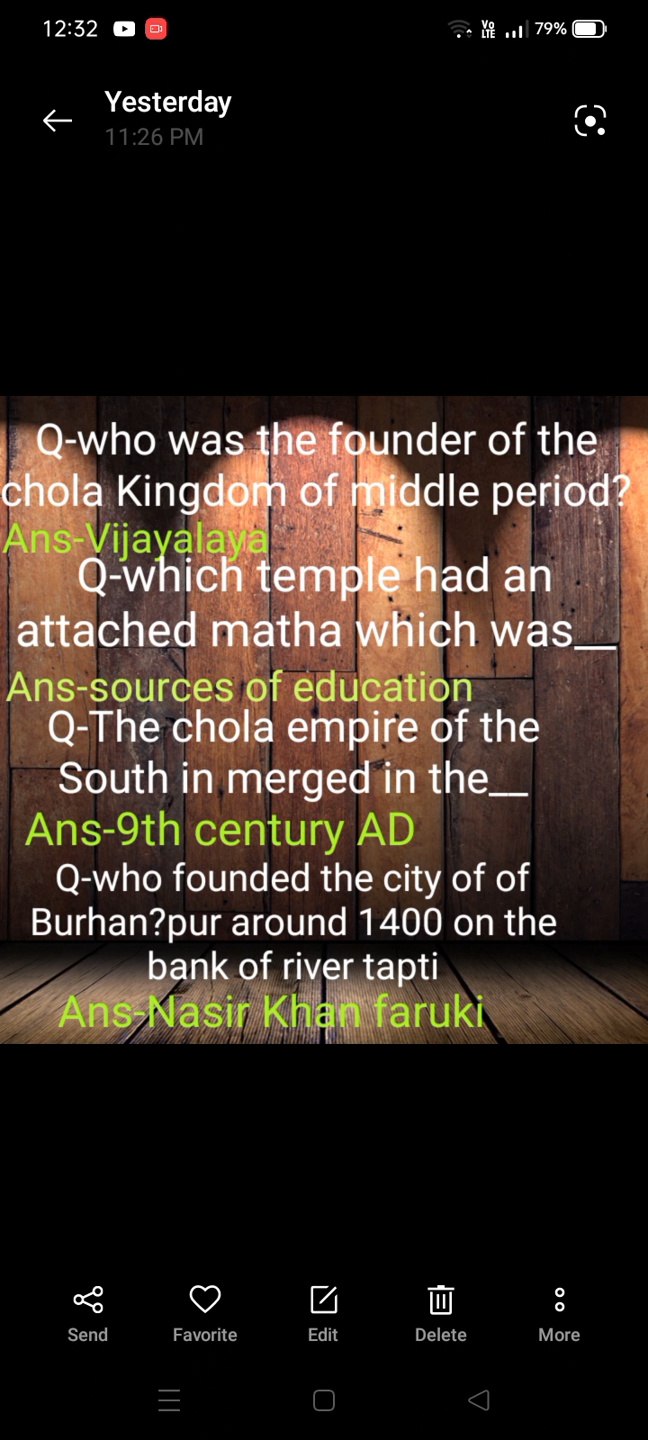 12:32
Vo
LTE
79%
Yesterday
11:26 PM
Q-who was the founder of the
chola Kingdom of middle period?
Ans-Vijayalaya
Q-which temple had an
attached matha which was__
Ans-sources of education
Q-The chola empire of the
South in merged in the__
Ans-9th century AD
Q-who founded the city of of
Burhan?pur around 1400 on the
bank of river tapti
Ans-Nasir Khan faruki
Send Favorite Edit Delete More